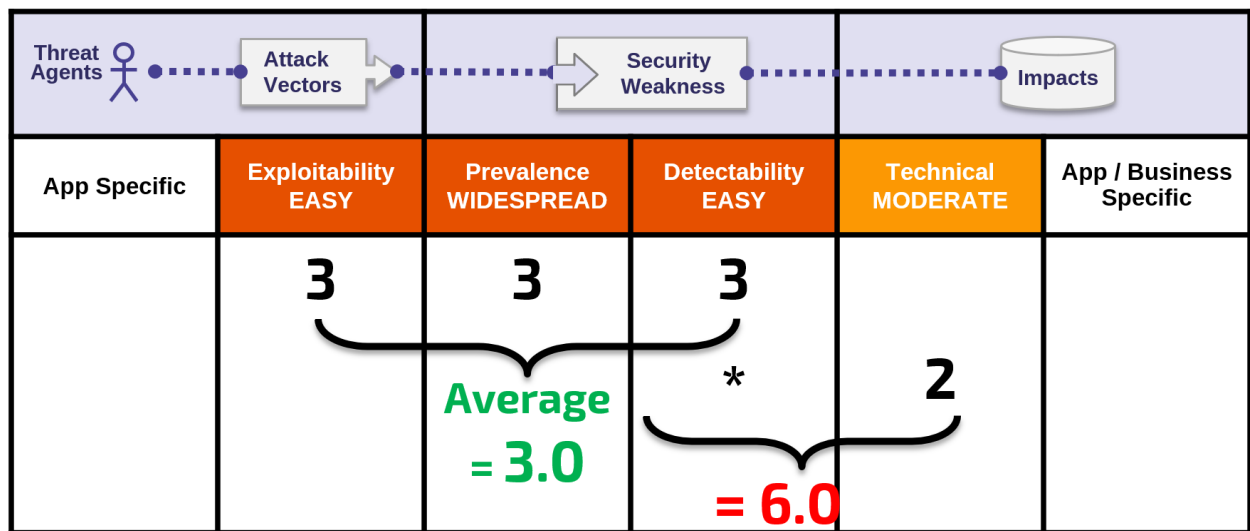 Threat
Agents
Attack
Vectors
Security
Weakness
Impacts
App Specific
Exploitability
EASY
Prevalence
WIDESPREAD
Detectability
EASY
Technical
MODERATE
App / Business
Specific
3
3
3
Average
= 3.0
*
2
= 6.0